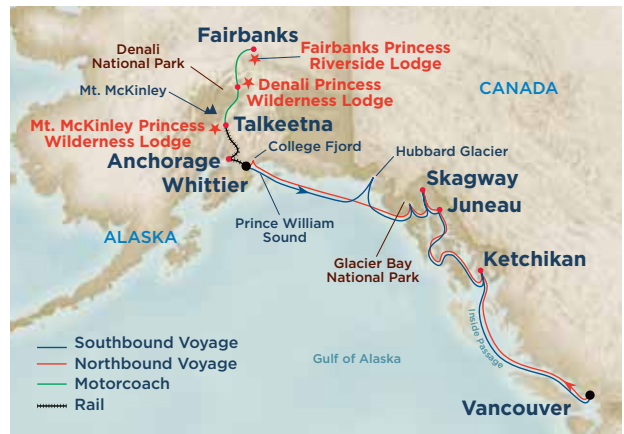 Fairbanks
Denali
National Park
Fairbanks Princess
Riverside Lodge
Mt. McKinley
Denali Princess
Wilderness Lodge
CANADA
Mt. McKinley Princess
Wilderness Lodge
Talkeetna
College Fjord
Hubbard Glacier
Anchorage
Whittier
Skagway
Juneau
Prince William
Sound
ALASKA
Glacier Bay
National Park
Ketchikan
Inside Passage
Southbound Voyage
Northbound Voyage
Motorcoach
Rail
Gulf of Alaska
Vancouver